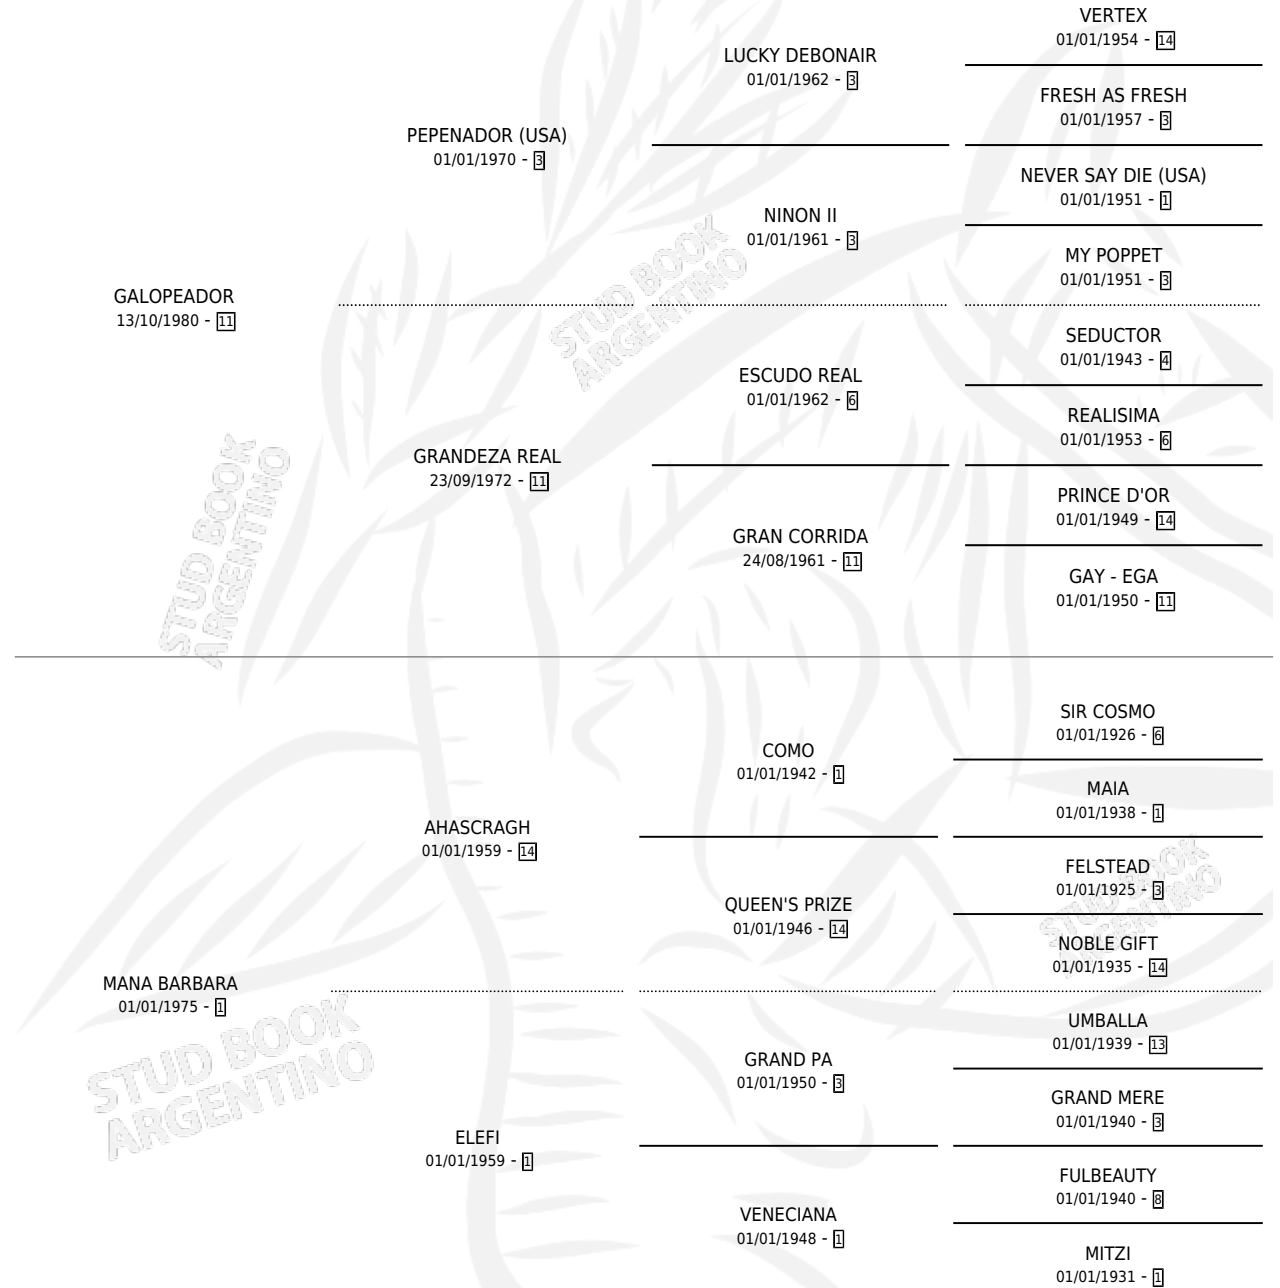 VERTEX
01/01/1954 - 14
LUCKY DEBONAIR
01/01/1962 - 3
FRESH AS FRESH
01/01/1957 - 3
PEPENADOR (USA)
01/01/1970 - 3
NEVER SAY DIE (USA)
01/01/1951 - 1
NINON II
01/01/1961 - 3
MY POPPET
01/01/1951 - 3
GALOPEADOR
13/10/1980 - 11
SEDUCTOR
01/01/1943 - 4
ESCUDO REAL
01/01/1962 - 6
REALISIMA
01/01/1953 - 6
GRANDEZA REAL
23/09/1972 - 11
PRINCE D'OR
01/01/1949 - 14
GRAN CORRIDA
24/08/1961 - 11
GAY - EGA
01/01/1950 - 11
SIR COSMO
01/01/1926 - 6
COMO
01/01/1942 - 1
MAIA
01/01/1938 - 1
AHASCRAGH
01/01/1959 - 14
FELSTEAD
01/01/1925 - 3
QUEEN'S PRIZE
01/01/1946 - 14
NOBLE GIFT
01/01/1935 - 14
MANA BARBARA
01/01/1975 - 1
UMBALLA
01/01/1939 - 13
GRAND PA
01/01/1950 - 3
GRAND MERE
01/01/1940 - 3
ELEFI
01/01/1959 - 1
FULBEAUTY
01/01/1940 - 8
VENECIANA
01/01/1948 - 1
MITZI
01/01/1931 - 1
STUD BOOK
ARGENTINO
STUD BOOK
ARGENTINO
STUD BOOK
ARGENTINO
STUD BOOK
ARGENTINO